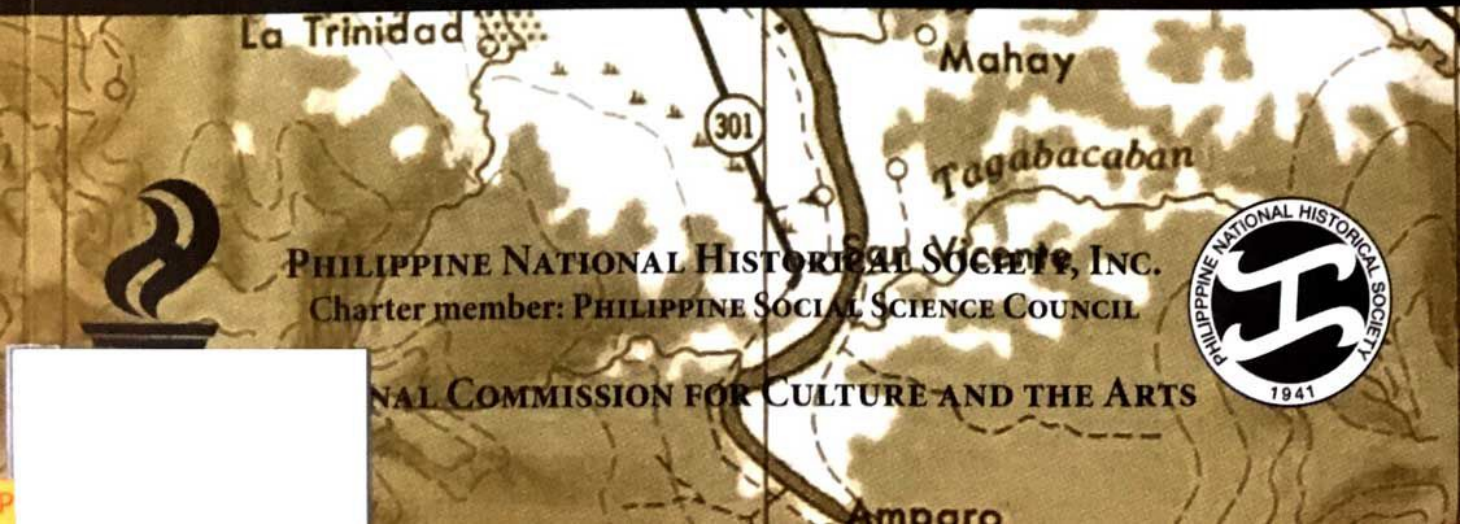 La Trinidad
Mahay
301
Tagabacaban
PHILIPPINE NATIONAL HISTORICAL SOCIETY, INC.
San Vicente
Charter member: PHILIPPINE SOCIAL SCIENCE COUNCIL
PHILIPPINE NATIONAL HISTORICAL SOCIETY
1941
NAL COMMISSION FOR CULTURE AND THE ARTS
P
Amparo